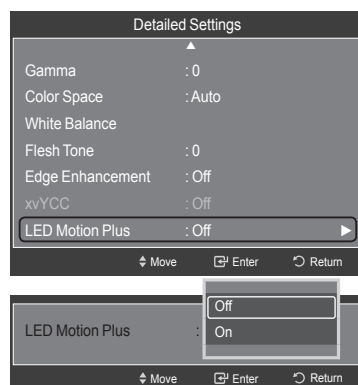 Detailed Settings
▲
Gamma : 0
Color Space : Auto
White Balance
Flesh Tone : 0
Edge Enhancement : Off
xvYCC : Off
LED Motion Plus : Off ►
Move Enter Return
Off
LED Motion Plus : On
Move Enter Return